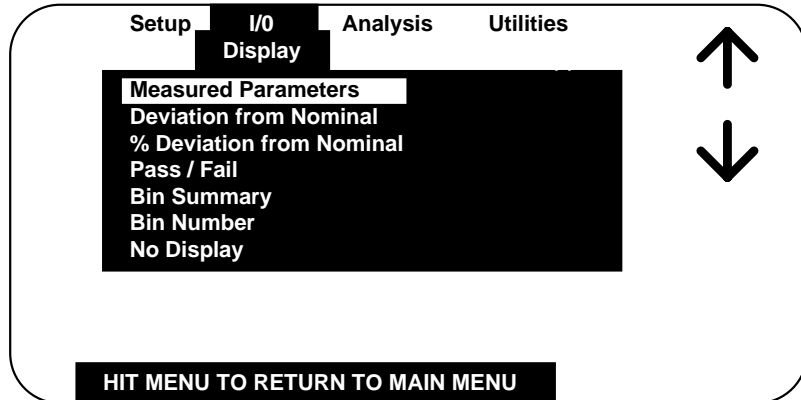 Setup I/0 Analysis Utilities
Display
Measured Parameters
Deviation from Nominal
% Deviation from Nominal
Pass / Fail
Bin Summary
Bin Number
No Display
HIT MENU TO RETURN TO MAIN MENU